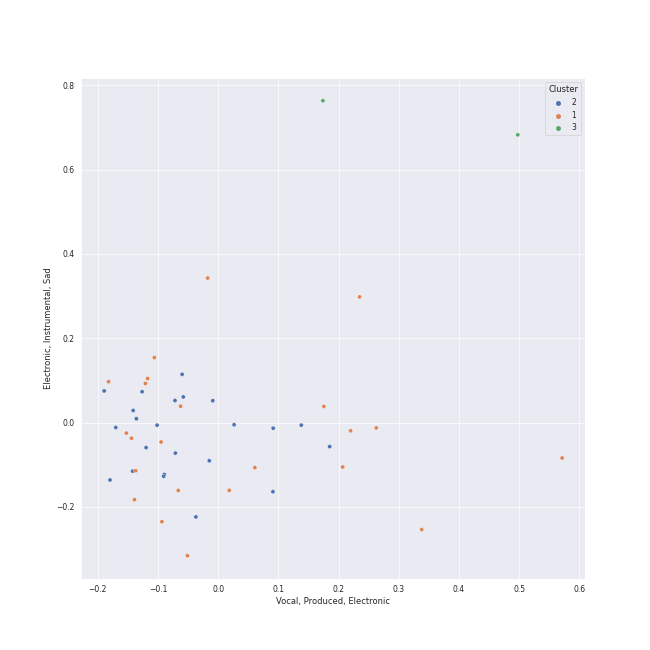 0.8
0.6
0.4
0.2
0.0
−0.2
Electronic, Instrumental, Sad
Cluster
2
1
3
−0.2 −0.1 0.0 0.1 0.2 0.3 0.4 0.5 0.6
Vocal, Produced, Electronic